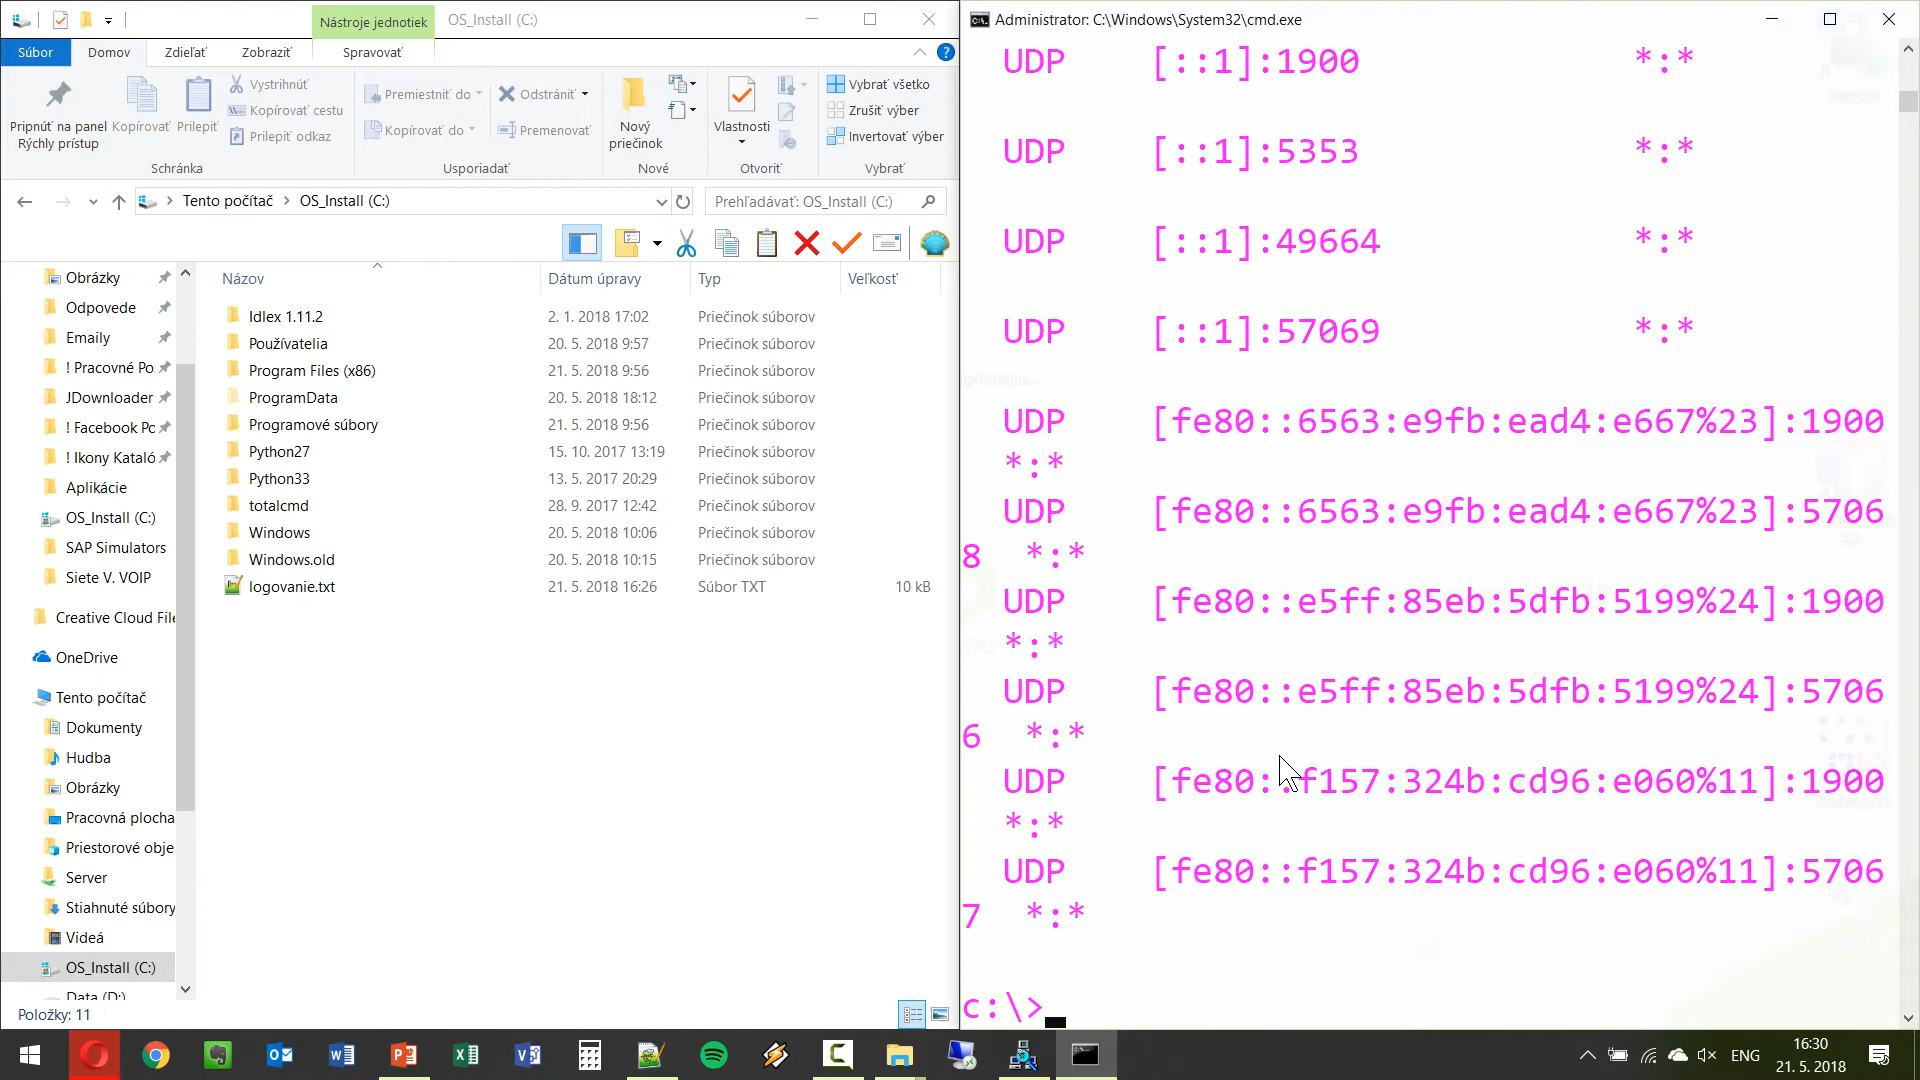 Nástroje jednotiek
OS_Install (C:)
Súbor
Domov
Zdieľať
Zobraziť
Spravovať
Pripnúť na panel
Rýchly prístup
Kopírovať
Prilepiť
Vystrihnúť
Kopírovať cestu
Prilepiť odkaz
Schránka
Premiestniť do
Kopírovať do
Odstrániť
Premenovať
Usporiadať
Nový
priečinok
Nové
Vlastnosti
Otvoriť
Vybrať všetko
Zrušiť výber
Invertovať výber
Vybrať
Tento počítač
OS_Install (C:)
Prehľadávať: OS_Install (C:)
Obrázky
Odpovede
Emaily
! Pracovné Po
JDownloader
! Facebook Pc
! Ikony Kataló
Aplikácie
OS_Install (C:)
SAP Simulators
Siete V. VOIP
Creative Cloud File
OneDrive
Tento počítač
Dokumenty
Hudba
Obrázky
Pracovná plocha
Priestorové obje
Server
Stiahnuté súbory
Videá
OS_Install (C:)
Data (D:)
Názov Dátum úpravy Typ Veľkosť
Idlex 1.11.2 2. 1. 2018 17:02 Priečinok súborov
Používatelia 20. 5. 2018 9:57 Priečinok súborov
Program Files (x86) 21. 5. 2018 9:56 Priečinok súborov
ProgramData 20. 5. 2018 18:12 Priečinok súborov
Programové súbory 21. 5. 2018 9:56 Priečinok súborov
Python27 15. 10. 2017 13:19 Priečinok súborov
Python33 13. 5. 2017 20:29 Priečinok súborov
totalcmd 28. 9. 2017 12:42 Priečinok súborov
Windows 20. 5. 2018 10:06 Priečinok súborov
Windows.old 20. 5. 2018 10:15 Priečinok súborov
logovanie.txt 21. 5. 2018 16:26 Súbor TXT 10 kB
Položky: 11
Administrator: C:\Windows\System32\cmd.exe
UDP [::1]:1900 *:*
UDP [::1]:5353 *:*
UDP [::1]:49664 *:*
UDP [::1]:57069 *:*
UDP [fe80::6563:e9fb:ead4:e667%23]:1900
*:*
UDP [fe80::6563:e9fb:ead4:e667%23]:5706
8 *:*
UDP [fe80::e5ff:85eb:5dfb:5199%24]:1900
*:*
UDP [fe80::e5ff:85eb:5dfb:5199%24]:5706
6 *:*
UDP [fe80::f157:324b:cd96:e060%11]:1900
*:*
UDP [fe80::f157:324b:cd96:e060%11]:5706
7 *:*
c:\>
ENG
16:30
21. 5. 2018